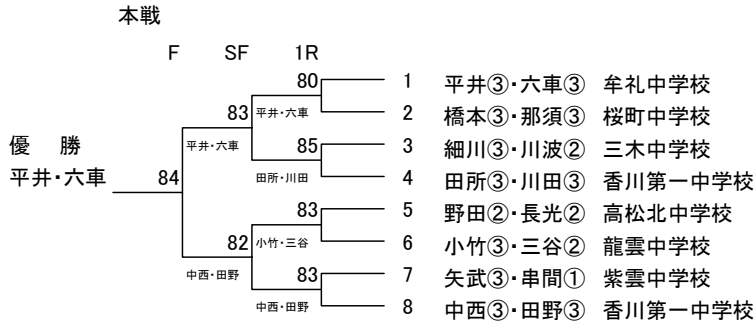 本戦
F SF 1R
80 1 平井③・六車③ 牟礼中学校
83 平井・六車 2 橋本③・那須③ 桜町中学校
優 勝 平井・六車 85 3 細川③・川波② 三木中学校
平井・六車 84 田所・川田 4 田所③・川田③ 香川第一中学校
83 5 野田②・長光② 高松北中学校
82 小竹・三谷 6 小竹③・三谷② 龍雲中学校
中西・田野 83 7 矢武③・串間① 紫雲中学校
中西・田野 8 中西③・田野③ 香川第一中学校